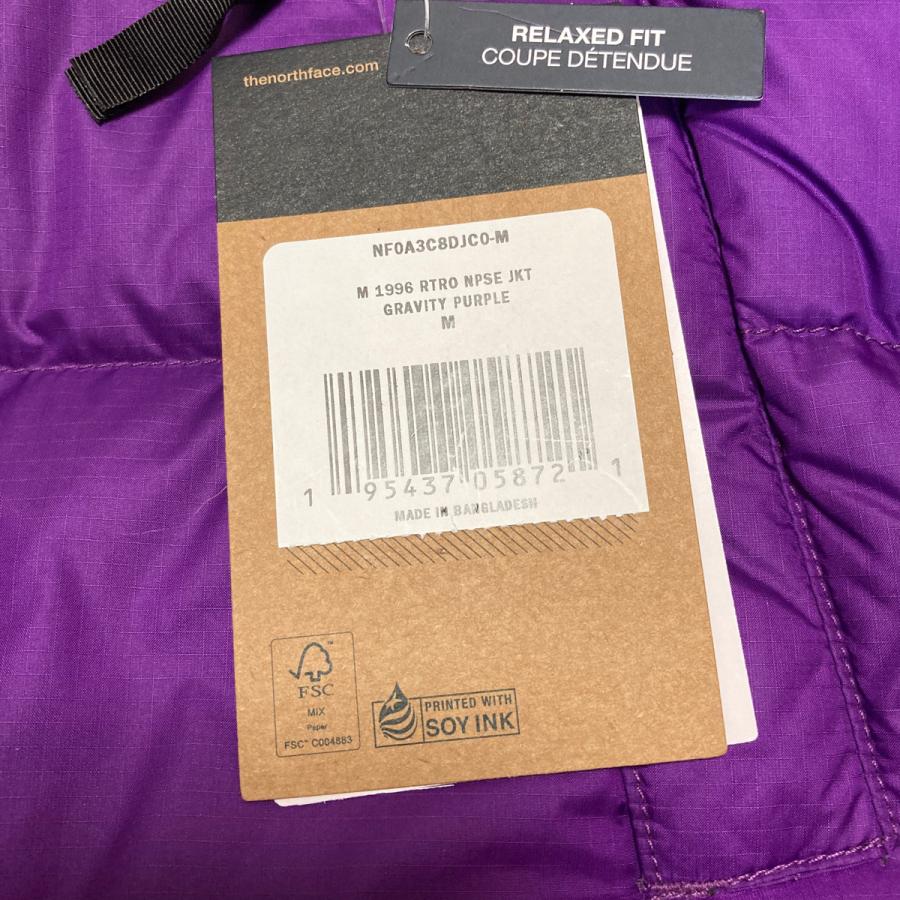 RELAXED FIT
COUPE DÉTENDUE
thenorthface.com
NF0A3C8DJC0-M
M 1996 RTRO NPSE JKT
GRAVITY PURPLE
M
1 95437 05872 1
MADE IN BANGLADESH
FSC
MIX
Paper
FSC™ C004883
PRINTED WITH
SOY INK